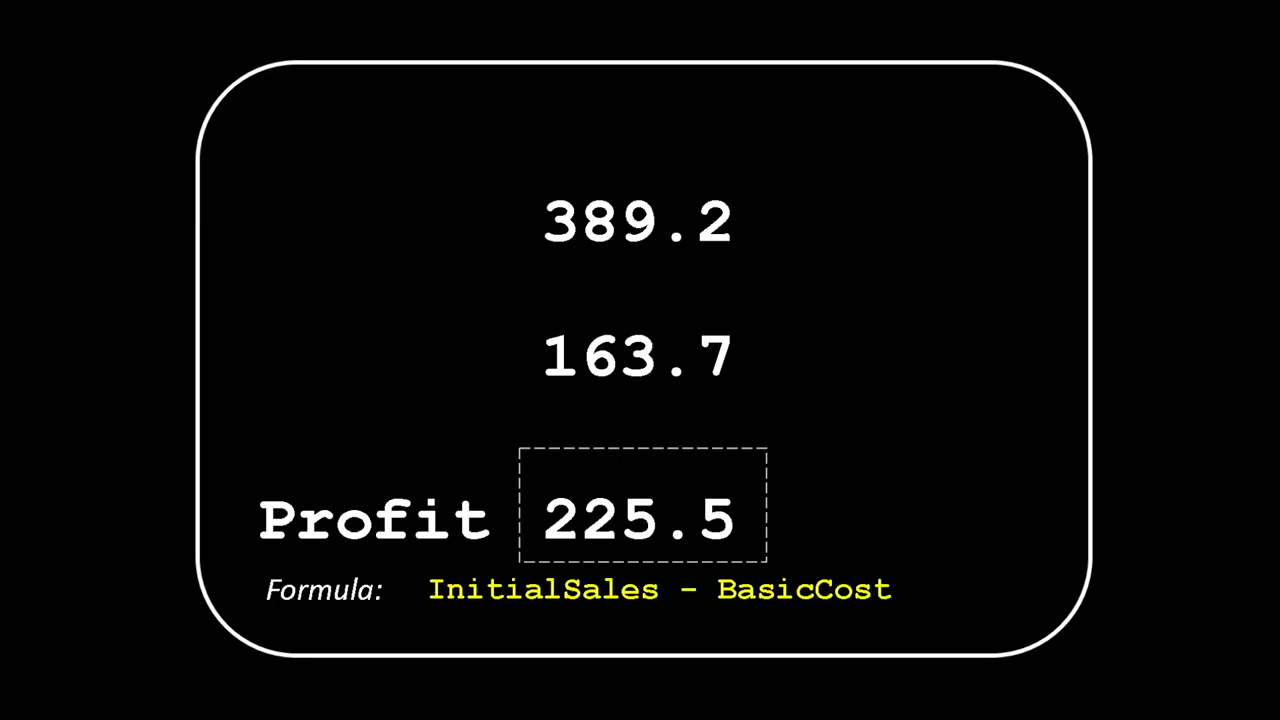 389.2
163.7
Profit 225.5
Formula: InitialSales - BasicCost